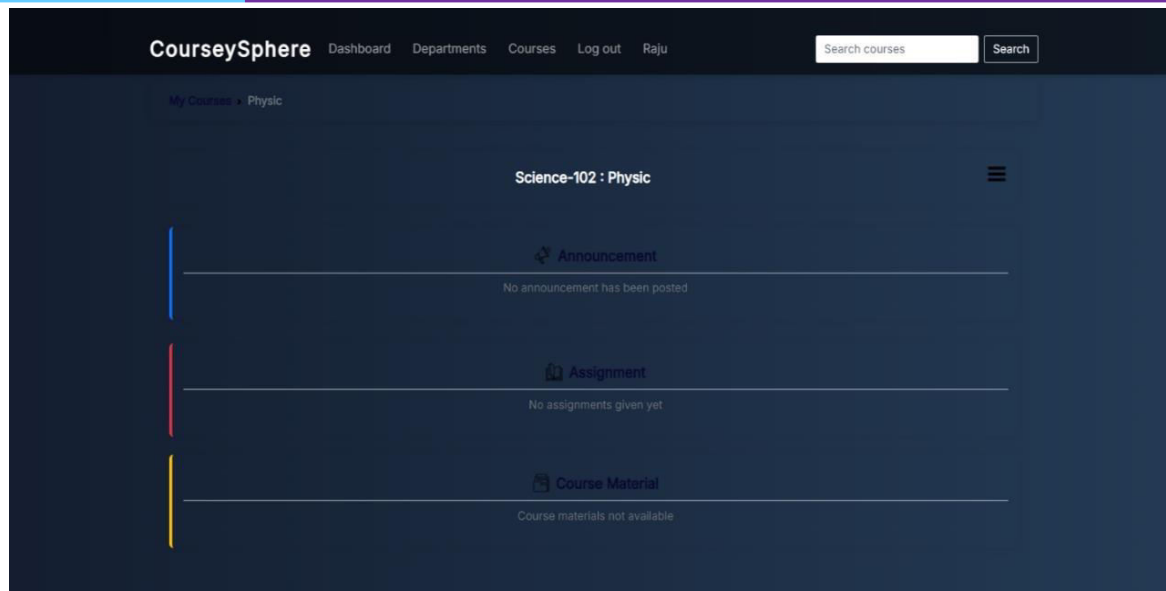 CourseySphere Dashboard Departments Courses Log out Raju Search courses Search
My Courses › Physic
Science-102 : Physic
Announcement
No announcement has been posted
Assignment
No assignments given yet
Course Material
Course materials not available